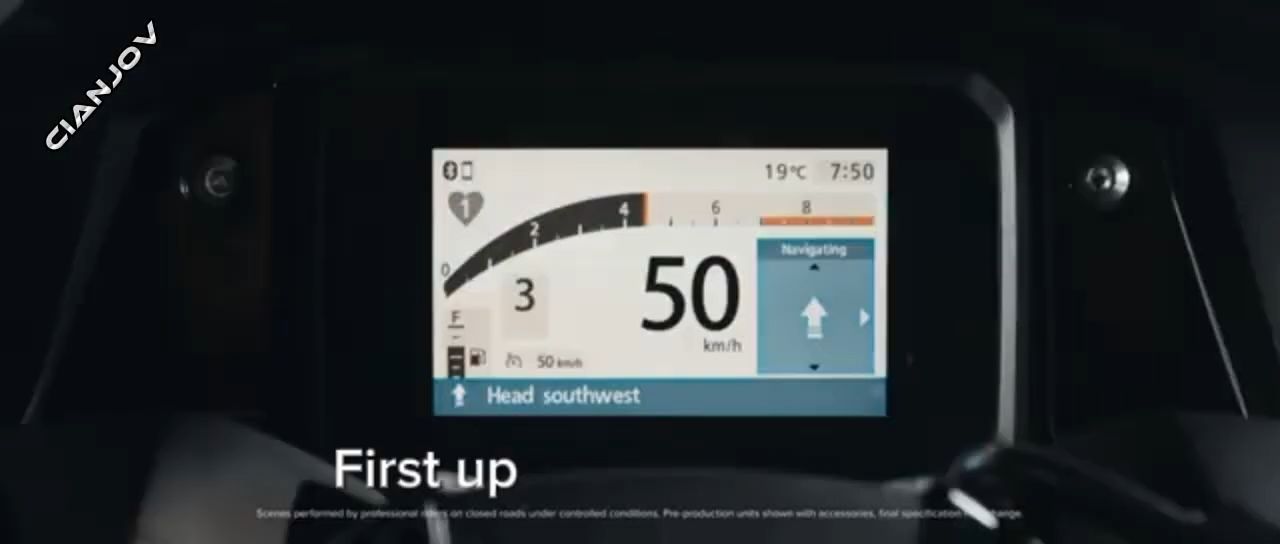 CIANJOV
19°C 7:50
1
0 2 4 6 8
Navigating
3
50
km/h
F
50 km/h
Head southwest
First up
Scenes performed by professional riders on closed roads under controlled conditions. Pre-production units shown with accessories, final specification